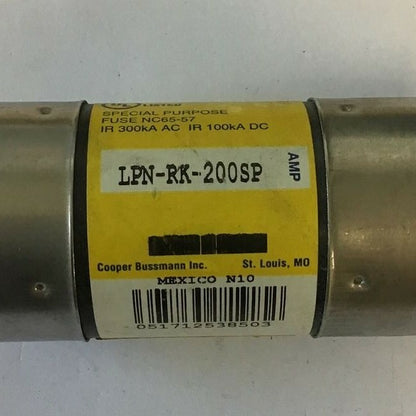 LISTED
SPECIAL PURPOSE
FUSE NC65-57
IR 300kA AC IR 100kA DC
AMP
LPN-RK-200SP
Cooper Bussmann Inc. St. Louis, MO
MEXICO N10
051712538503